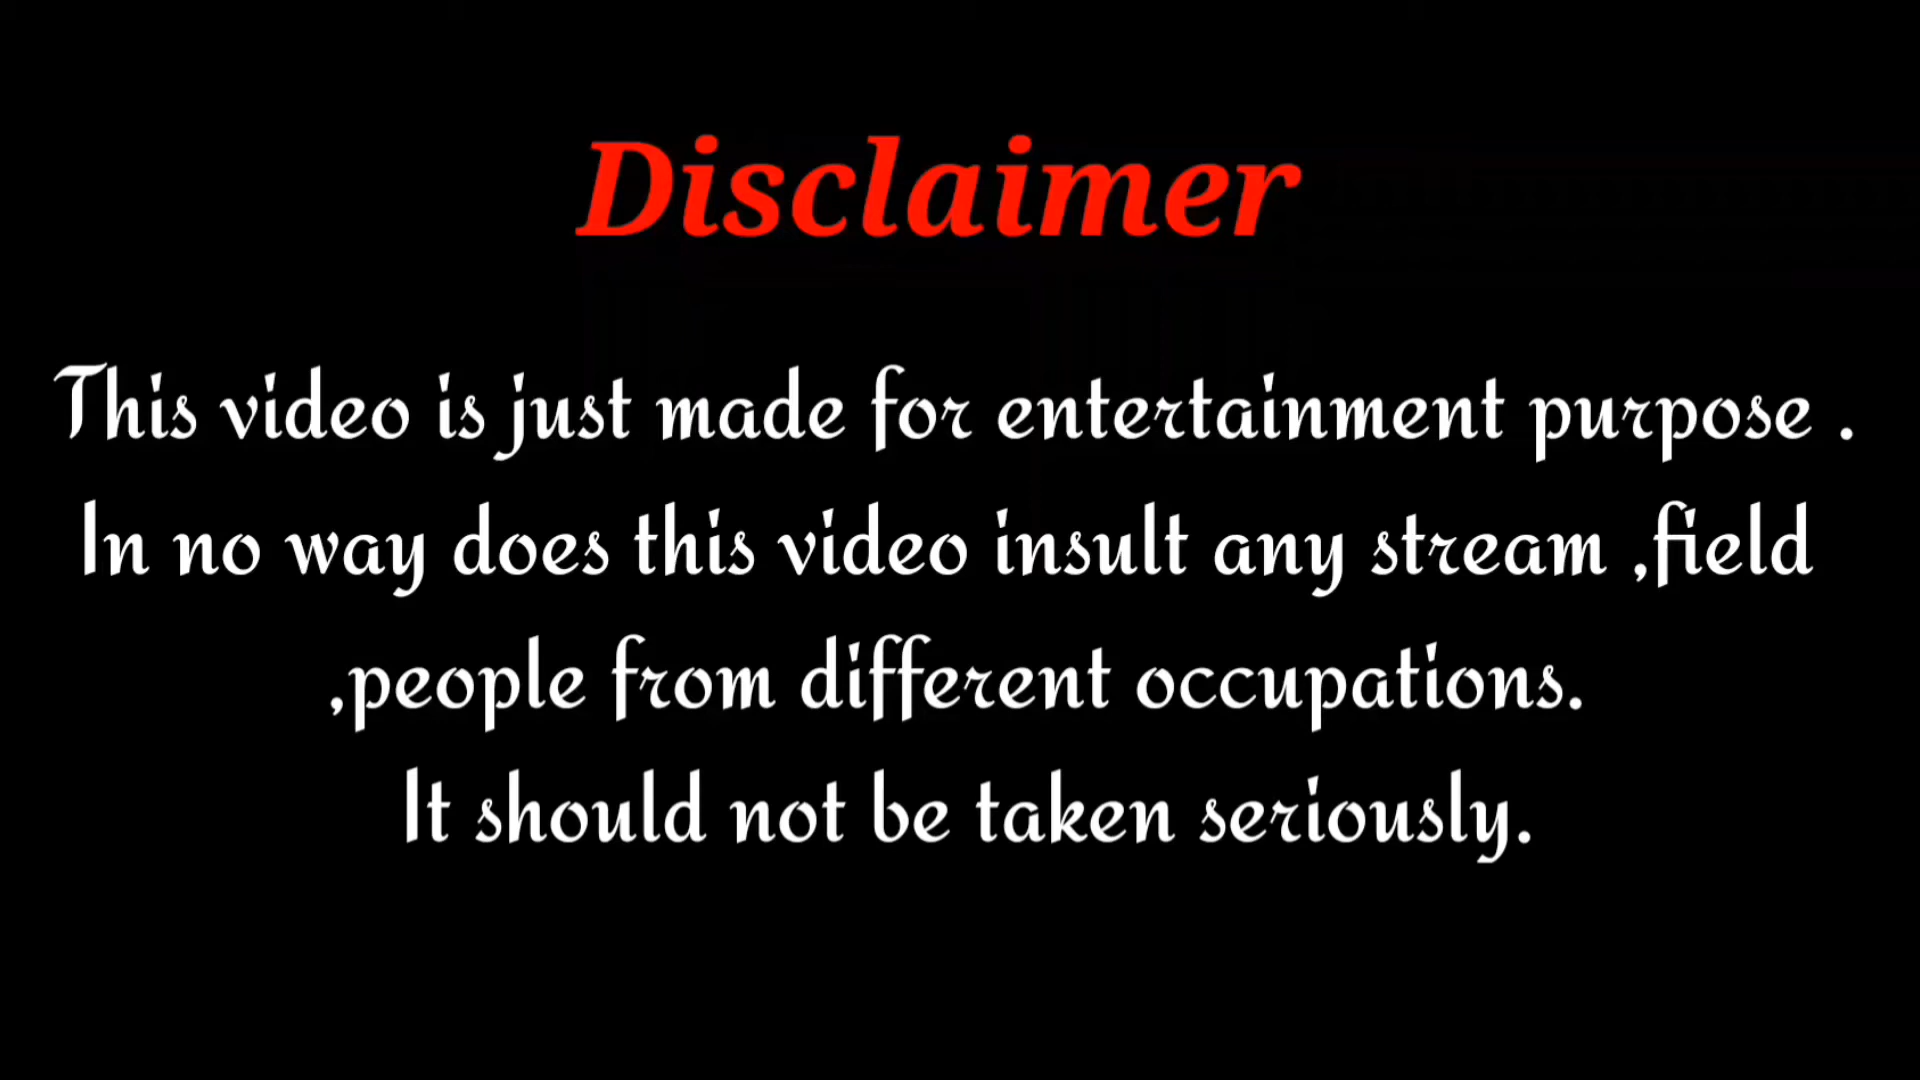 Disclaimer
This video is just made for entertainment purpose .
In no way does this video insult any stream ,field
,people from different occupations.
It should not be taken seriously.